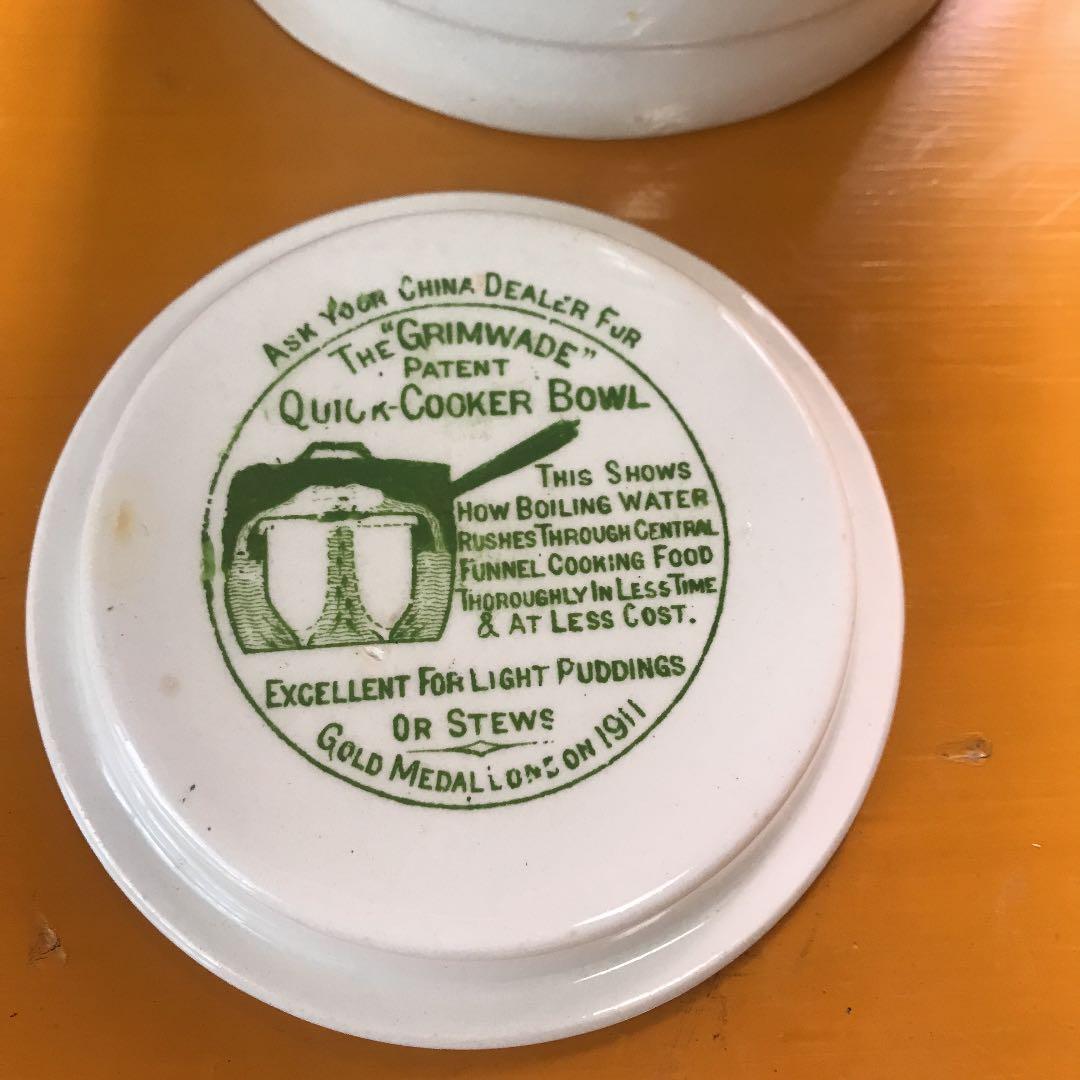 ASK YOUR CHINA DEALER FOR
THE "GRIMWADE"
PATENT
QUICK-COOKER BOWL
THIS SHOWS
HOW BOILING WATER
RUSHES THROUGH CENTRAL
FUNNEL COOKING FOOD
THOROUGHLY IN LESS TIME
& AT LESS COST.
EXCELLENT FOR LIGHT PUDDINGS
OR STEWS
GOLD MEDAL LONDON 1911